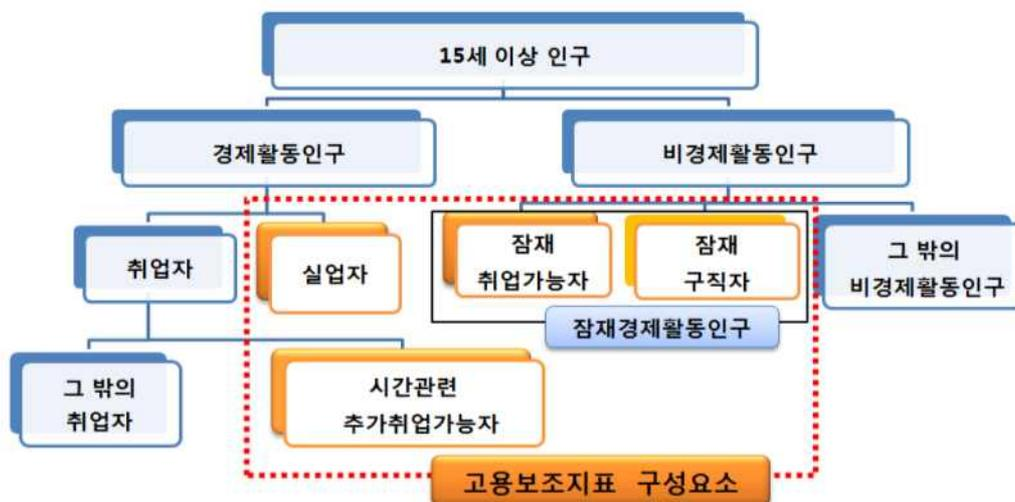 15세 이상 인구
경제활동인구
비경제활동인구
취업자
실업자
잠재
취업가능자
잠재
구직자
그 밖의
비경제활동인구
잠재경제활동인구
그 밖의
취업자
시간관련
추가취업가능자
고용보조지표 구성요소